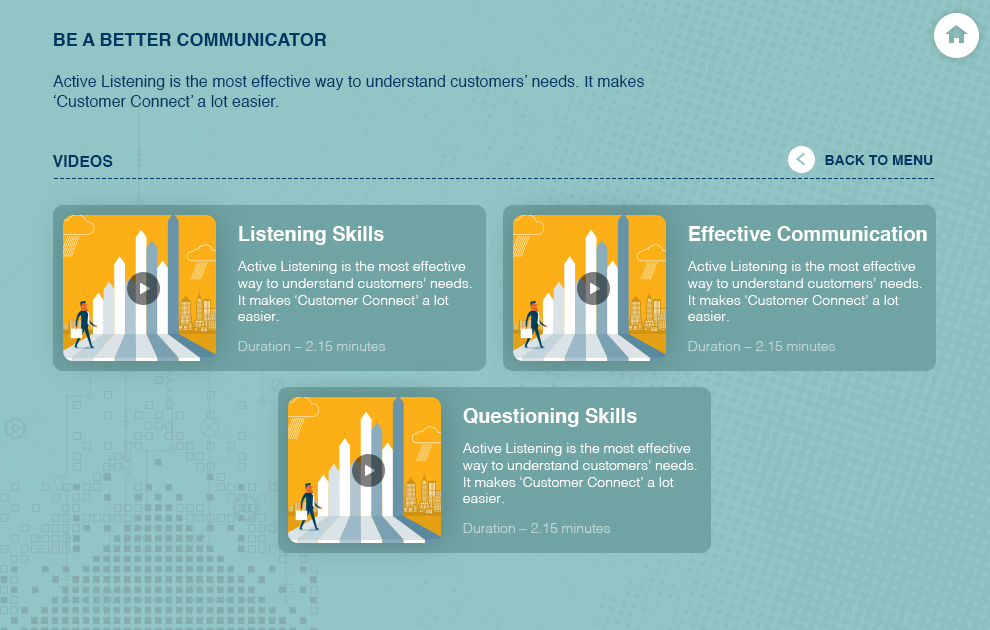 BE A BETTER COMMUNICATOR
Active Listening is the most effective way to understand customers’ needs. It makes
‘Customer Connect’ a lot easier.
VIDEOS
BACK TO MENU
Listening Skills
Active Listening is the most effective
way to understand customers’ needs.
It makes ‘Customer Connect’ a lot
easier.
Duration – 2.15 minutes
Effective Communication
Active Listening is the most effective
way to understand customers’ needs.
It makes ‘Customer Connect’ a lot
easier.
Duration – 2.15 minutes
Questioning Skills
Active Listening is the most effective
way to understand customers’ needs.
It makes ‘Customer Connect’ a lot
easier.
Duration – 2.15 minutes